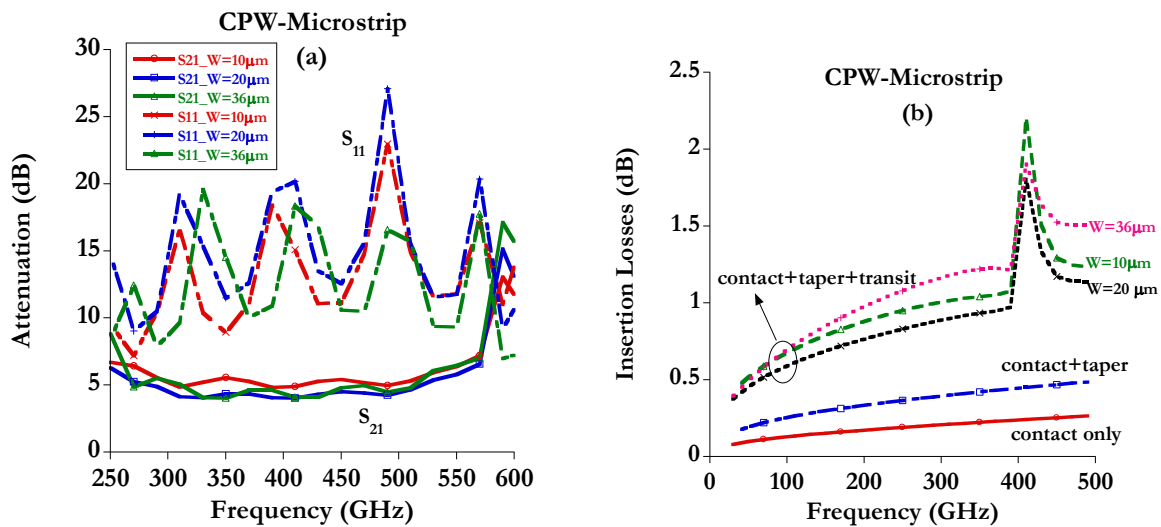 CPW-Microstrip
(a)
S21_W=10μm
S21_W=20μm
S21_W=36μm
S11_W=10μm
S11_W=20μm
S11_W=36μm
S11
S21
Attenuation (dB)
30
25
20
15
10
5
0
250 300 350 400 450 500 550 600
Frequency (GHz)
CPW-Microstrip
(b)
Insertion Losses (dB)
2.5
2
1.5
1
0.5
0
W=36μm
W=10μm
W=20 μm
contact+taper+transit
contact+taper
contact only
0 100 200 300 400 500
Frequency (GHz)